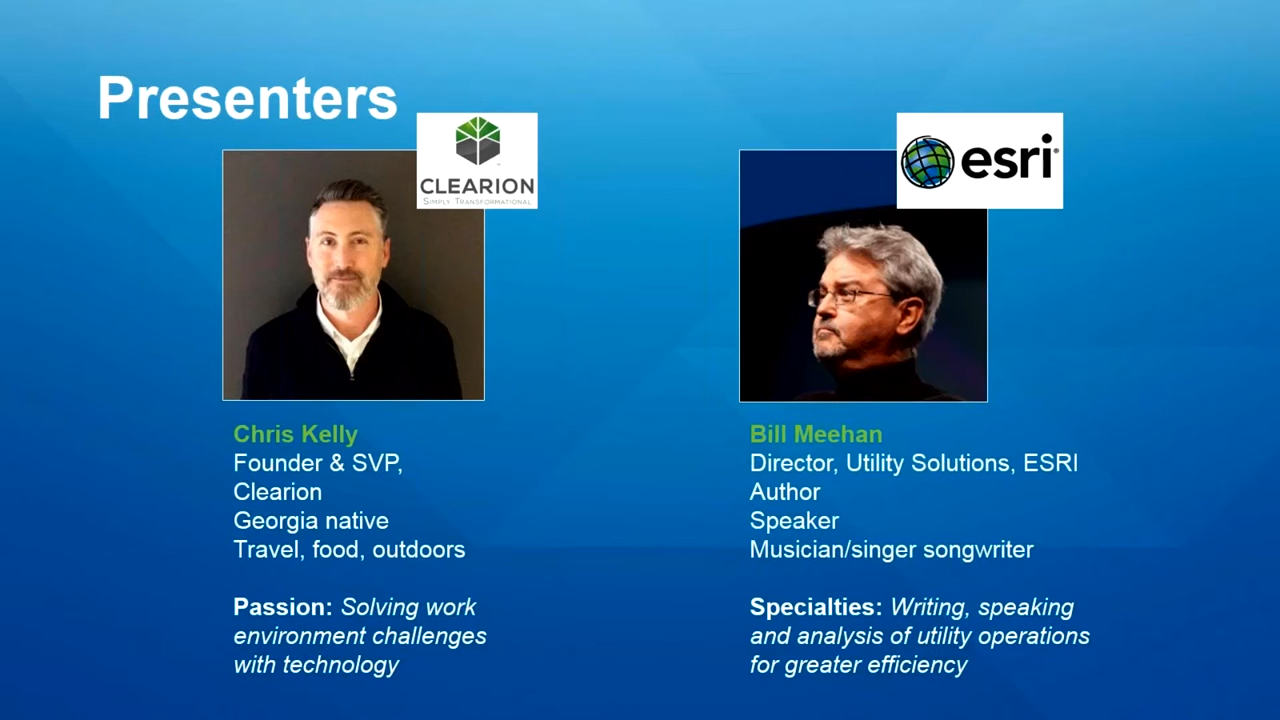 Presenters
CLEARION
SIMPLY TRANSFORMATIONAL
esri®
Chris Kelly
Founder & SVP,
Clearion
Georgia native
Travel, food, outdoors
Passion: Solving work
environment challenges
with technology
Bill Meehan
Director, Utility Solutions, ESRI
Author
Speaker
Musician/singer songwriter
Specialties: Writing, speaking
and analysis of utility operations
for greater efficiency